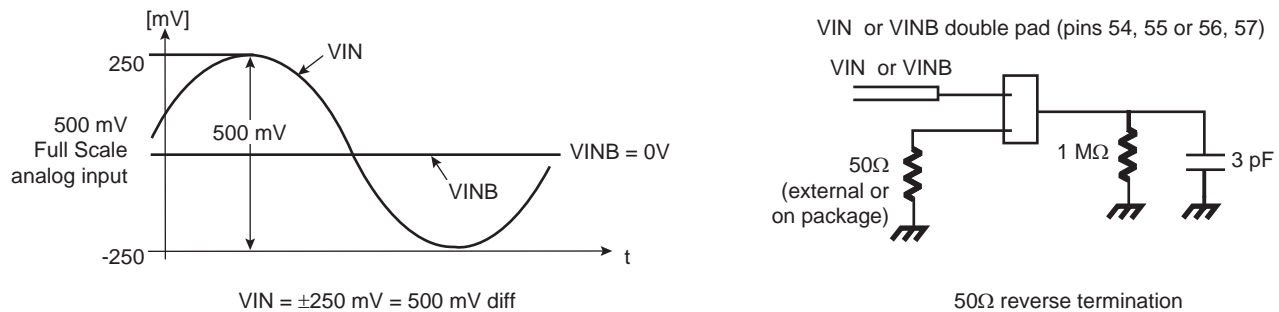 [mV]
250
VIN
500 mV
Full Scale
analog input
500 mV
VINB = 0V
VINB
-250
t
VIN = ±250 mV = 500 mV diff
VIN or VINB double pad (pins 54, 55 or 56, 57)
VIN or VINB
50Ω
(external or
on package)
1 MΩ
3 pF
50Ω reverse termination